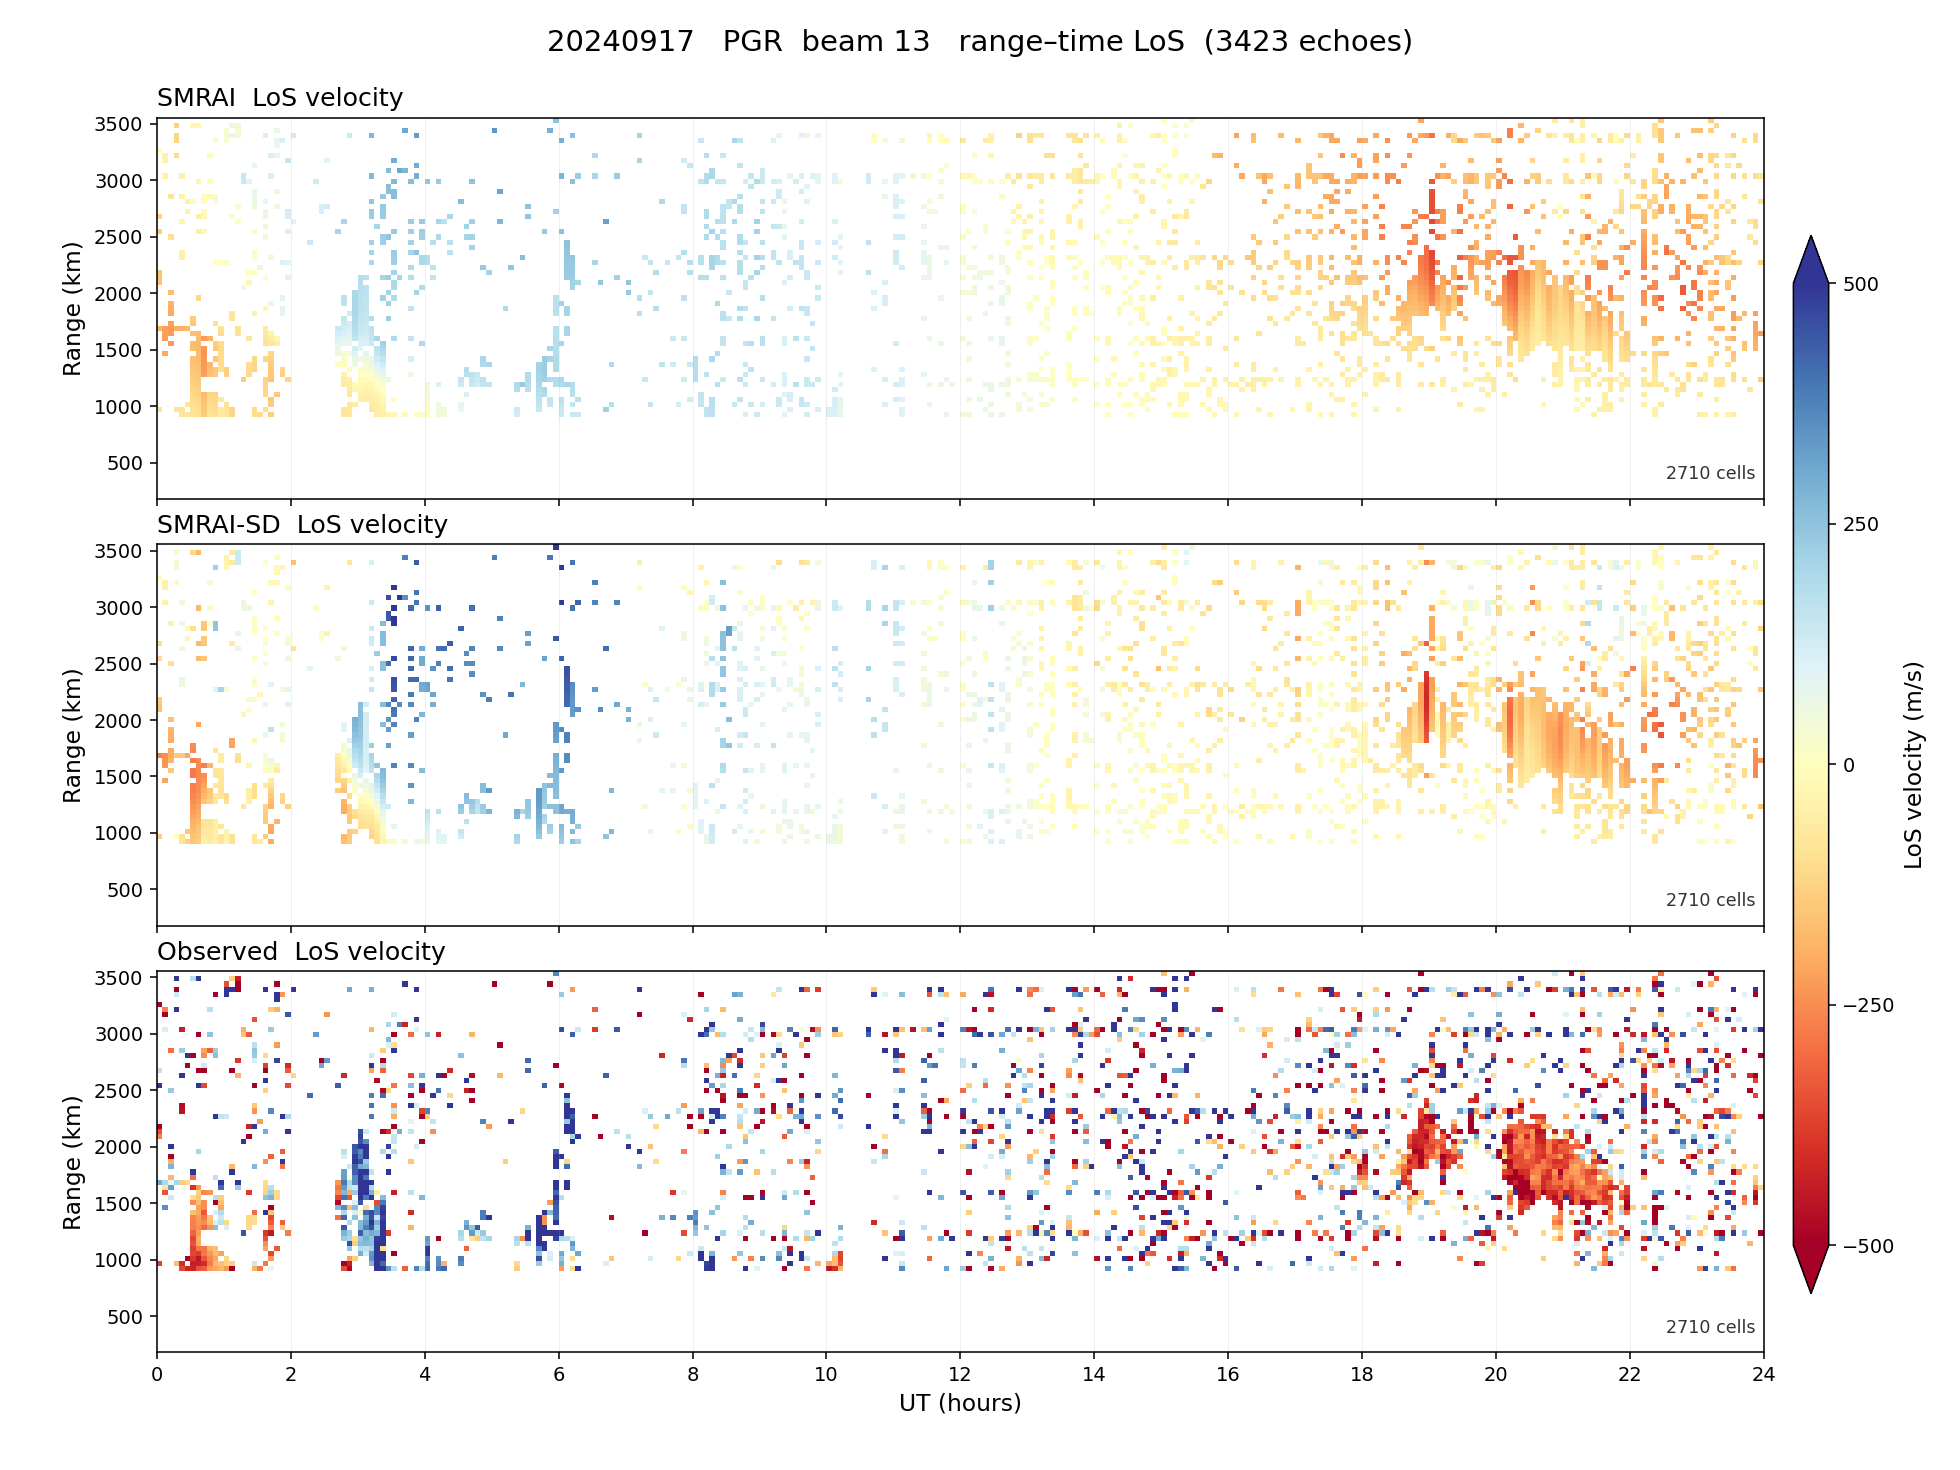 20240917   PGR  beam 13   range–time LoS  (3423 echoes)
SMRAI  LoS velocity
3500
3000
2500
2000
1500
1000
500
Range (km)
2710 cells
SMRAI-SD  LoS velocity
3500
3000
2500
2000
1500
1000
500
Range (km)
2710 cells
Observed  LoS velocity
3500
3000
2500
2000
1500
1000
500
Range (km)
2710 cells
0 2 4 6 8 10 12 14 16 18 20 22 24
UT (hours)
500
250
0
−250
−500
LoS velocity (m/s)